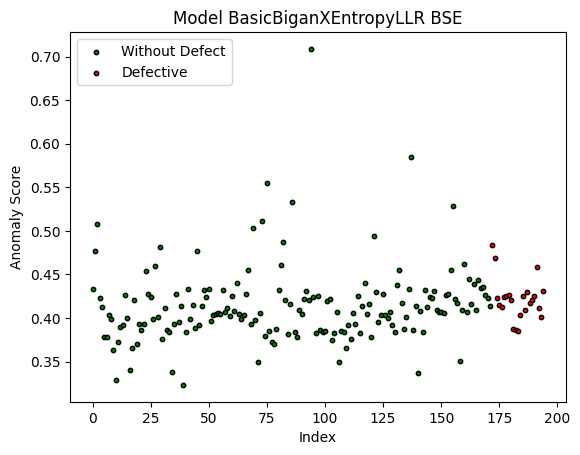 Model BasicBiganXEntropyLLR BSE
Without Defect
Defective
0.70
0.65
0.60
0.55
0.50
0.45
0.40
0.35
Anomaly Score
0 25 50 75 100 125 150 175 200
Index